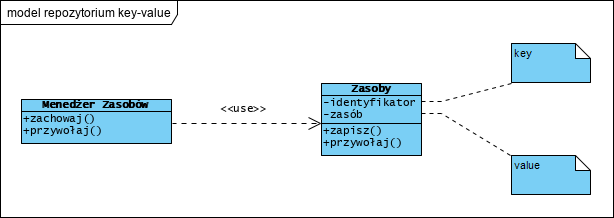 model repozytorium key-value
key
Menedżer Zasobów
+zachowaj()
+przywołaj()
<<use>>
Zasoby
-identyfikator
-zasób
+zapisz()
+przywołaj()
value